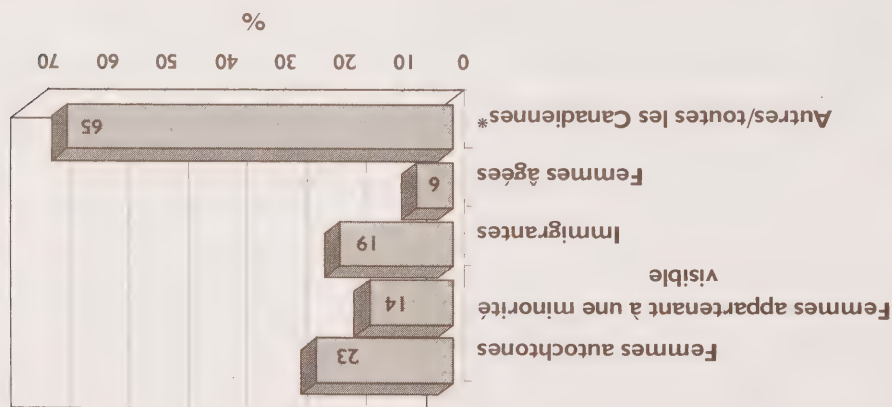 Femmes autochtones 23
Femmes appartenant à une minorité
visible 14
Immigrantes 19
Femmes âgées 6
Autres/toutes les Canadiennes* 65
0 10 20 30 40 50 60 70
%